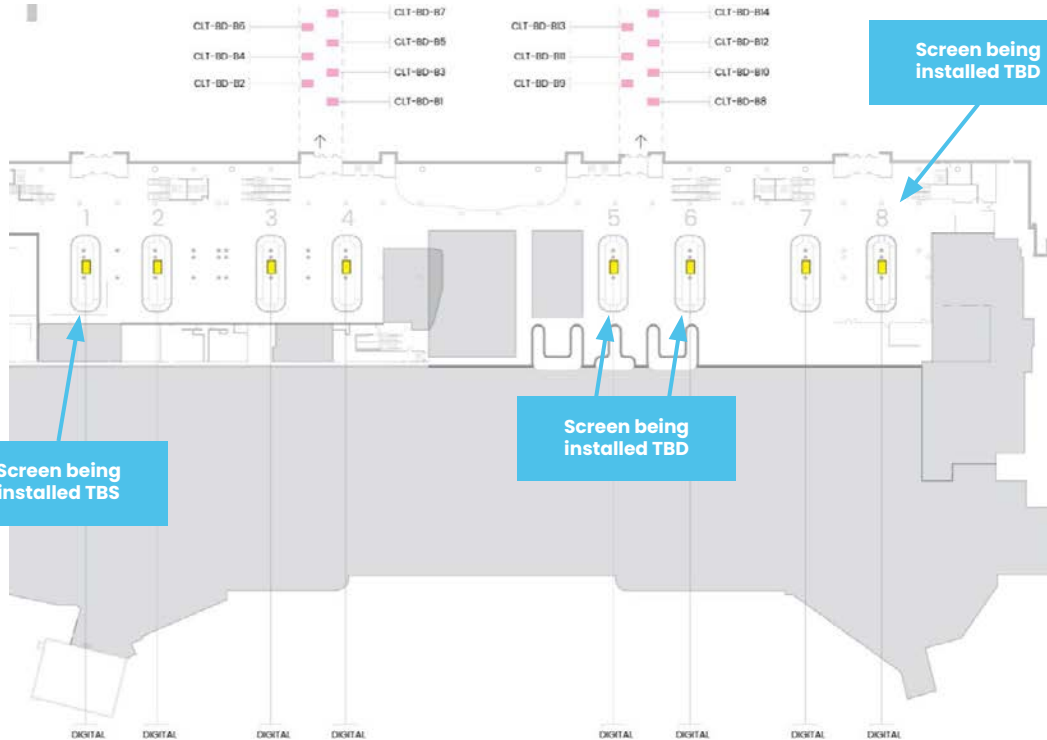 CLT-BD-B7
CLT-BD-B6
CLT-BD-B5
CLT-BD-B4
CLT-BD-B3
CLT-BD-B2
CLT-BD-B1
CLT-BD-B14
CLT-BD-B13
CLT-BD-B12
CLT-BD-B11
CLT-BD-B10
CLT-BD-B9
CLT-BD-B8
Screen being
installed TBD
1 2 3 4 5 6 7 8
Screen being
installed TBD
Screen being
installed TBS
DIGITAL DIGITAL DIGITAL DIGITAL DIGITAL DIGITAL DIGITAL DIGITAL